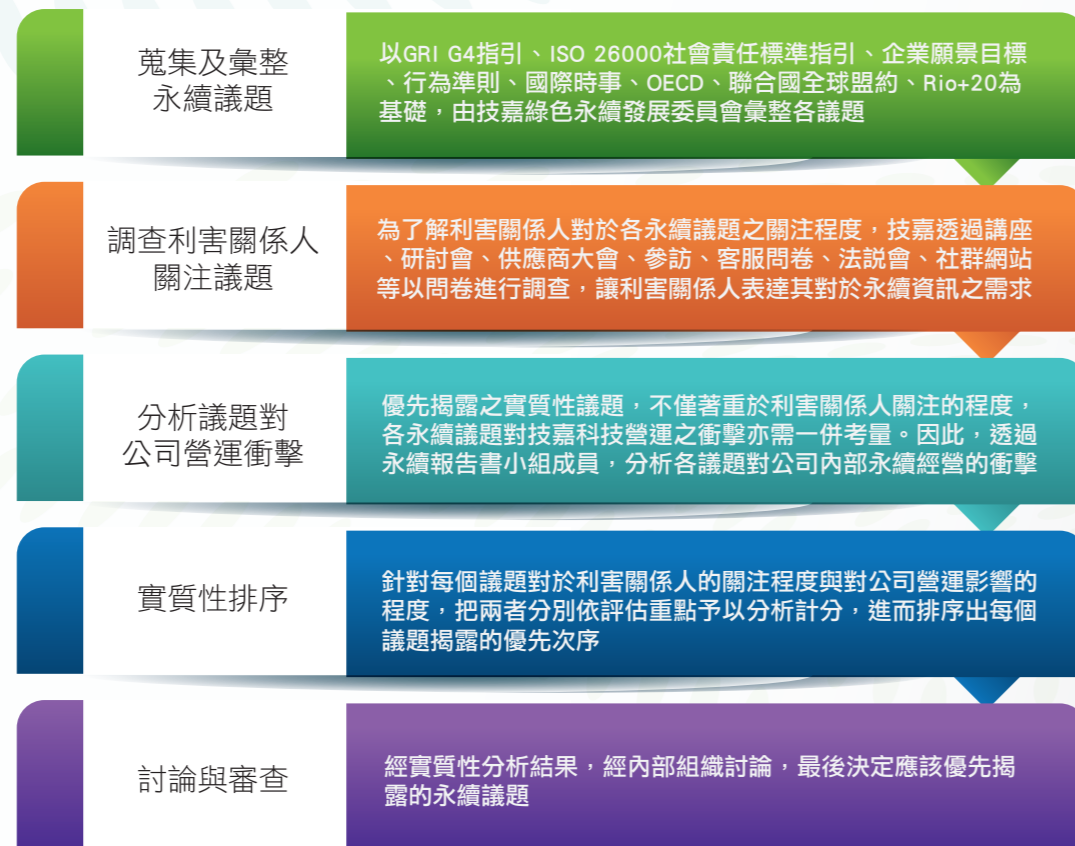 蒐集及彙整
永續議題
以GRI G4指引、ISO 26000社會責任標準指引、企業願景目標
、行為準則、國際時事、OECD、聯合國全球盟約、Rio+20為
基礎，由技嘉綠色永續發展委員會彙整各議題
調查利害關係人
關注議題
為了解利害關係人對於各永續議題之關注程度，技嘉透過講座
、研討會、供應商大會、參訪、客服問卷、法說會、社群網站
等以問卷進行調查，讓利害關係人表達其對於永續資訊之需求
分析議題對
公司營運衝擊
優先揭露之實質性議題，不僅著重於利害關係人關注的程度，
各永續議題對技嘉科技營運之衝擊亦需一併考量。因此，透過
永續報告書小組成員，分析各議題對公司內部永續經營的衝擊
實質性排序
針對每個議題對於利害關係人的關注程度與對公司營運影響的
程度，把兩者分別依評估重點予以分析計分，進而排序出每個
議題揭露的優先次序
討論與審查
經實質性分析結果，經內部組織討論，最後決定應該優先揭
露的永續議題